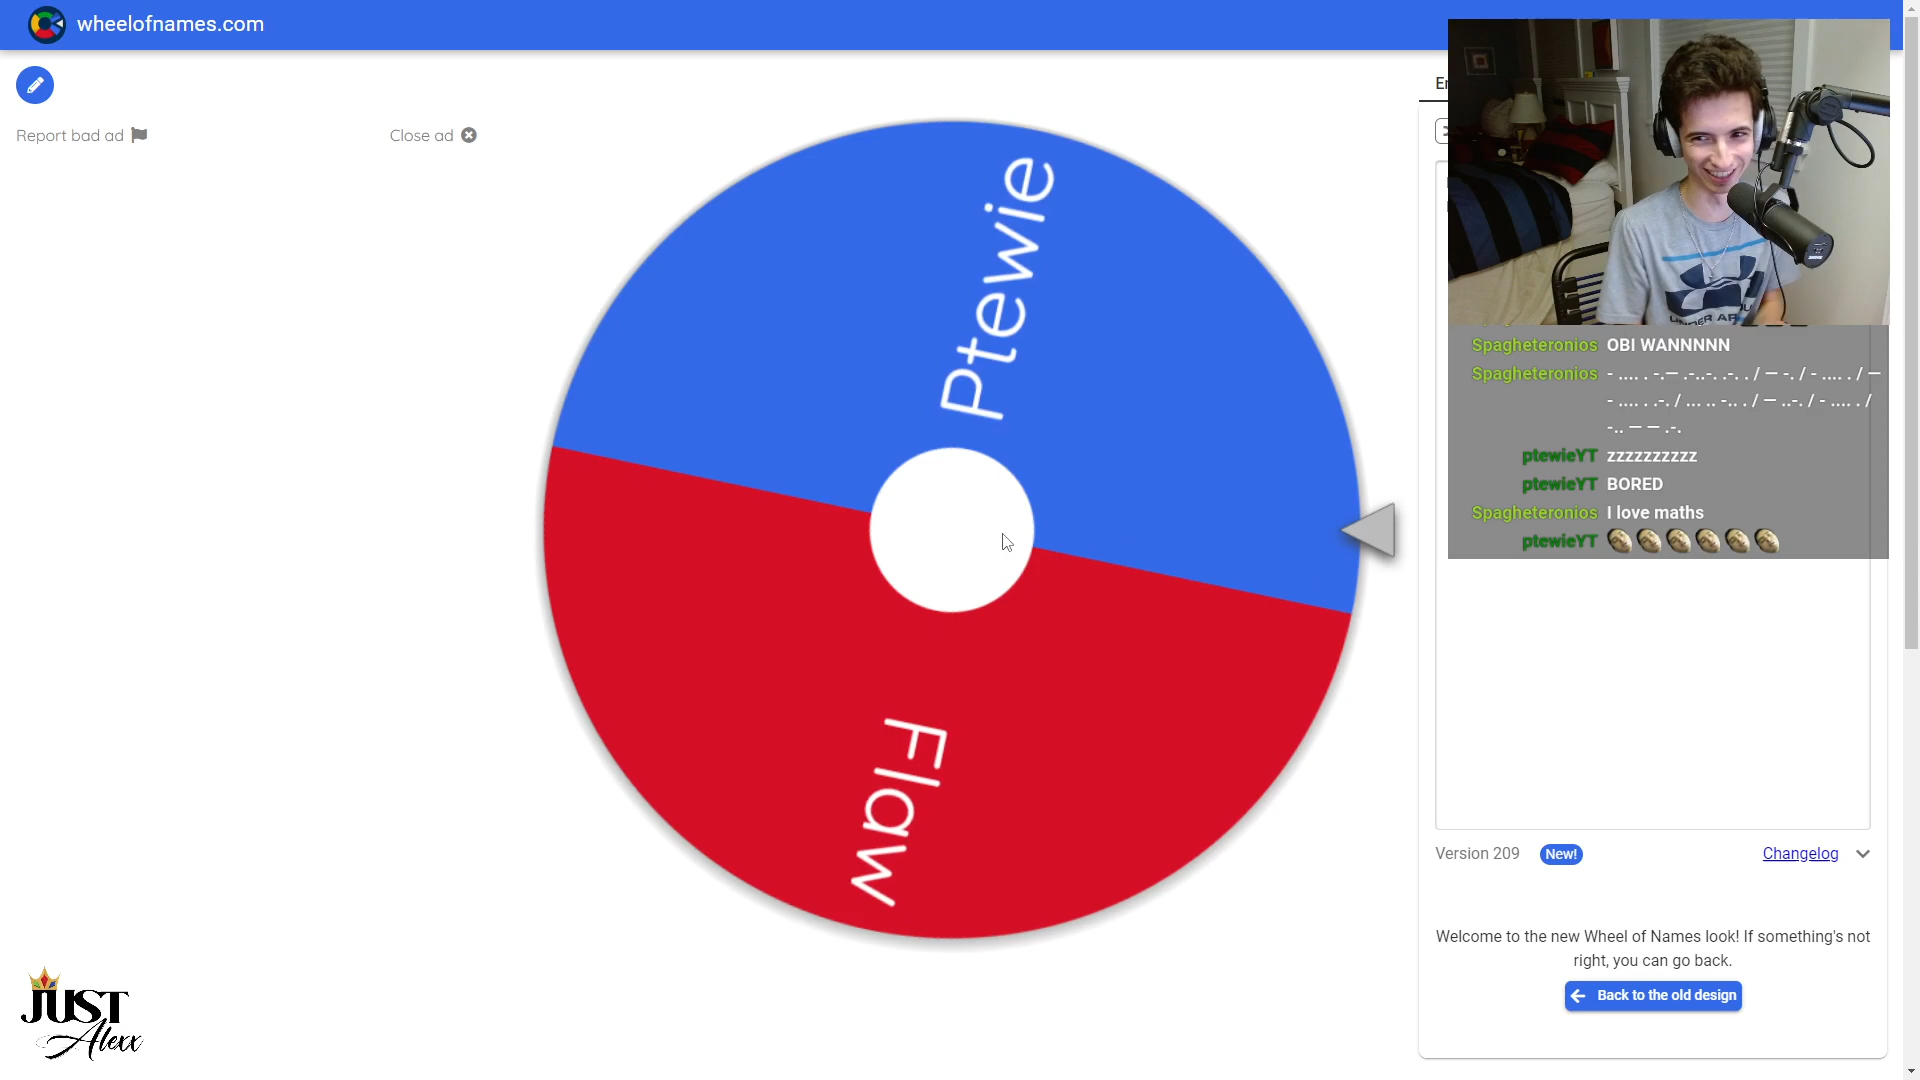 wheelofnames.com
Report bad ad
Close ad
Ptewie
Flaw
UNDER AR
Spagheteronios OBI WANNNNN
Spagheteronios - .... . -.— .-..-. .-. . / — -. / - .... . / —
- .... . .-. / ... .. -.. . / — ..-. / - .... . /
-.. — — .-.
ptewieYT zzzzzzzzzz
ptewieYT BORED
Spagheteronios I love maths
ptewieYT
Version 209 New! Changelog
Welcome to the new Wheel of Names look! If something's not
right, you can go back.
Back to the old design
JUST
Alexx